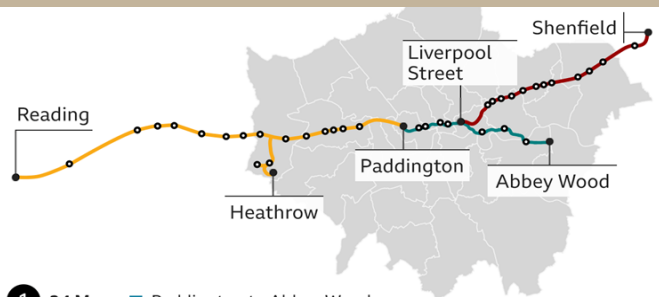 Shenfield
Liverpool
Street
Reading
Paddington
Abbey Wood
Heathrow